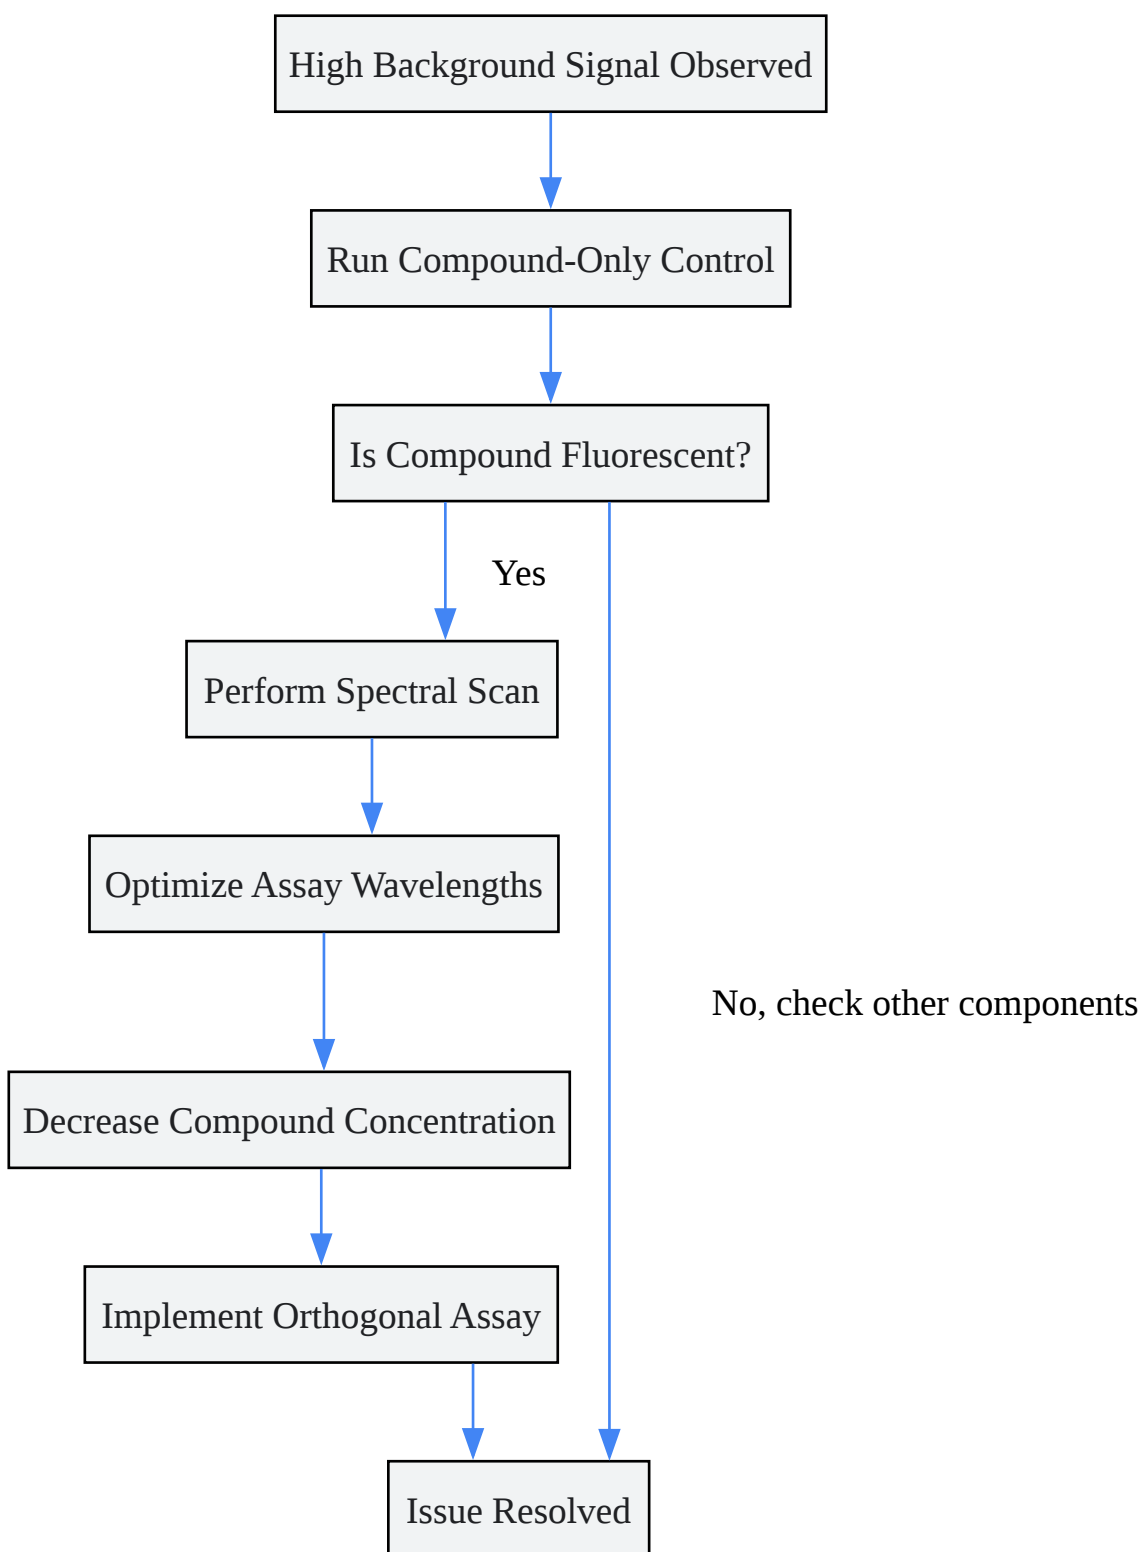 High Background Signal Observed
Run Compound-Only Control
Is Compound Fluorescent?
Yes
Perform Spectral Scan
Optimize Assay Wavelengths
No, check other components
Decrease Compound Concentration
Implement Orthogonal Assay
Issue Resolved